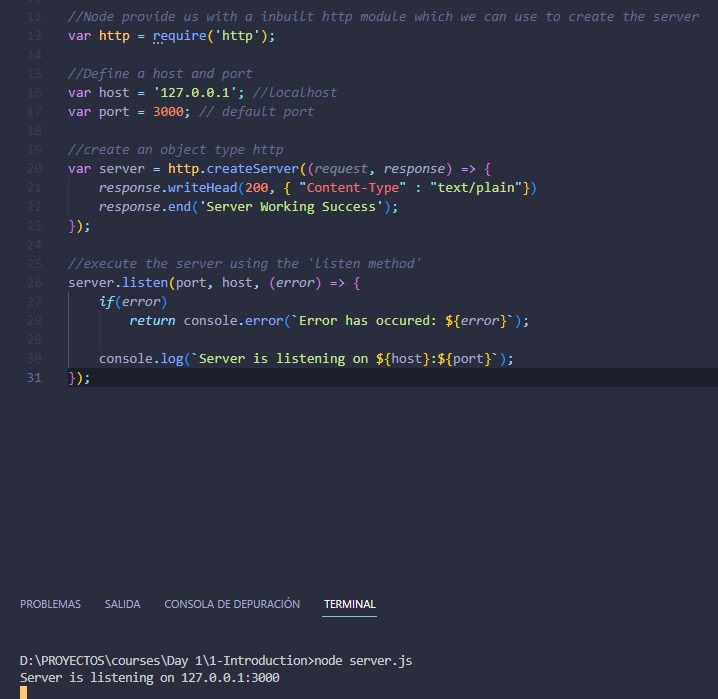 12 //Node provide us with a inbuilt http module which we can use to create the server
13 var http = require('http');
14
15 //Define a host and port
16 var host = '127.0.0.1'; //localhost
17 var port = 3000; // default port
18
19 //create an object type http
20 var server = http.createServer((request, response) => {
21 response.writeHead(200, { "Content-Type" : "text/plain"})
22 response.end('Server Working Success');
23 });
24
25 //execute the server using the 'listen method'
26 server.listen(port, host, (error) => {
27 if(error)
28 return console.error(`Error has occured: ${error}`);
29
30 console.log(`Server is listening on ${host}:${port}`);
31 });
PROBLEMAS SALIDA CONSOLA DE DEPURACIÓN TERMINAL
D:\PROYECTOS\courses\Day 1\1-Introduction>node server.js
Server is listening on 127.0.0.1:3000